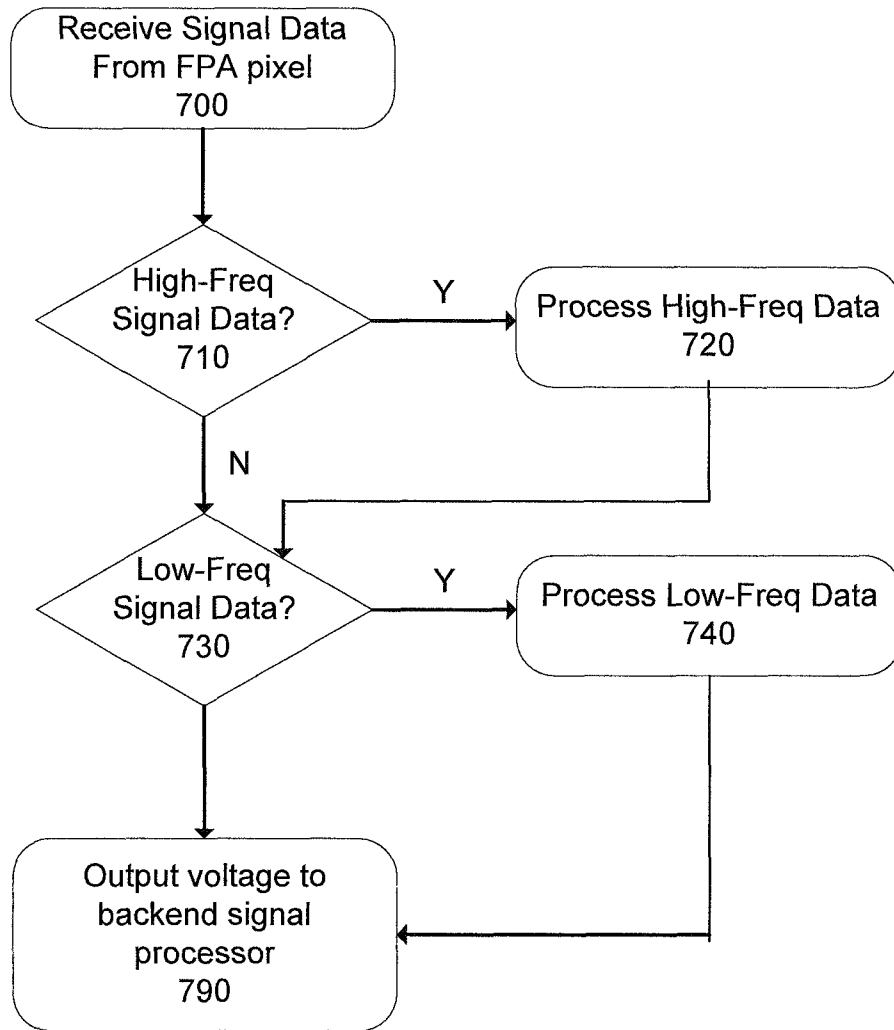 Receive Signal Data
From FPA pixel
700
High-Freq
Signal Data?
710
Y
Process High-Freq Data
720
N
Low-Freq
Signal Data?
730
Y
Process Low-Freq Data
740
Output voltage to
backend signal
processor
790